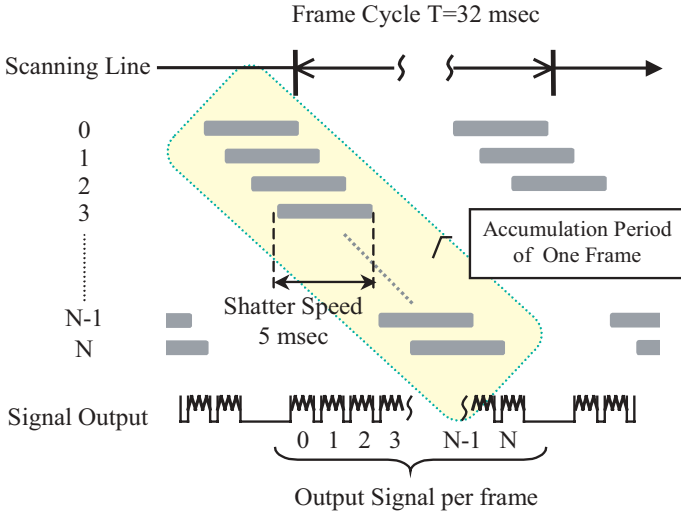 Frame Cycle T=32 msec
Scanning Line
0
1
2
3
Accumulation Period
of One Frame
Shatter Speed
5 msec
N-1
N
Signal Output
0 1 2 3 N-1 N
Output Signal per frame